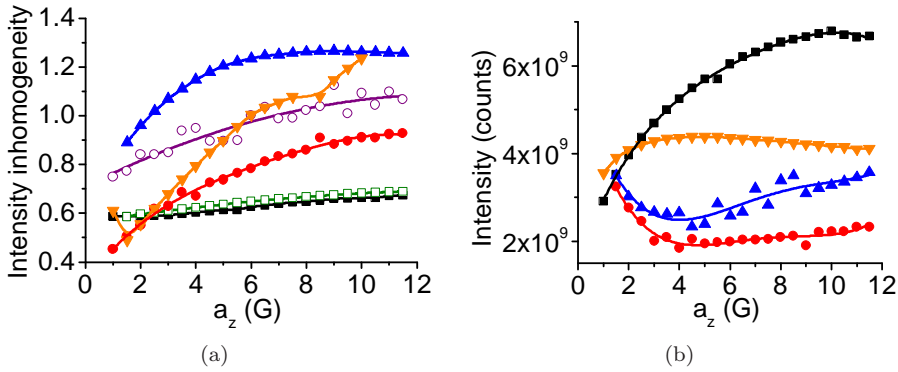 Intensity inhomogeneity
1.4
1.2
1.0
0.8
0.6
0.4
0 2 4 6 8 10 12
a_z (G)
(a)
Intensity (counts)
6x10^9
4x10^9
2x10^9
0 2 4 6 8 10 12
a_z (G)
(b)